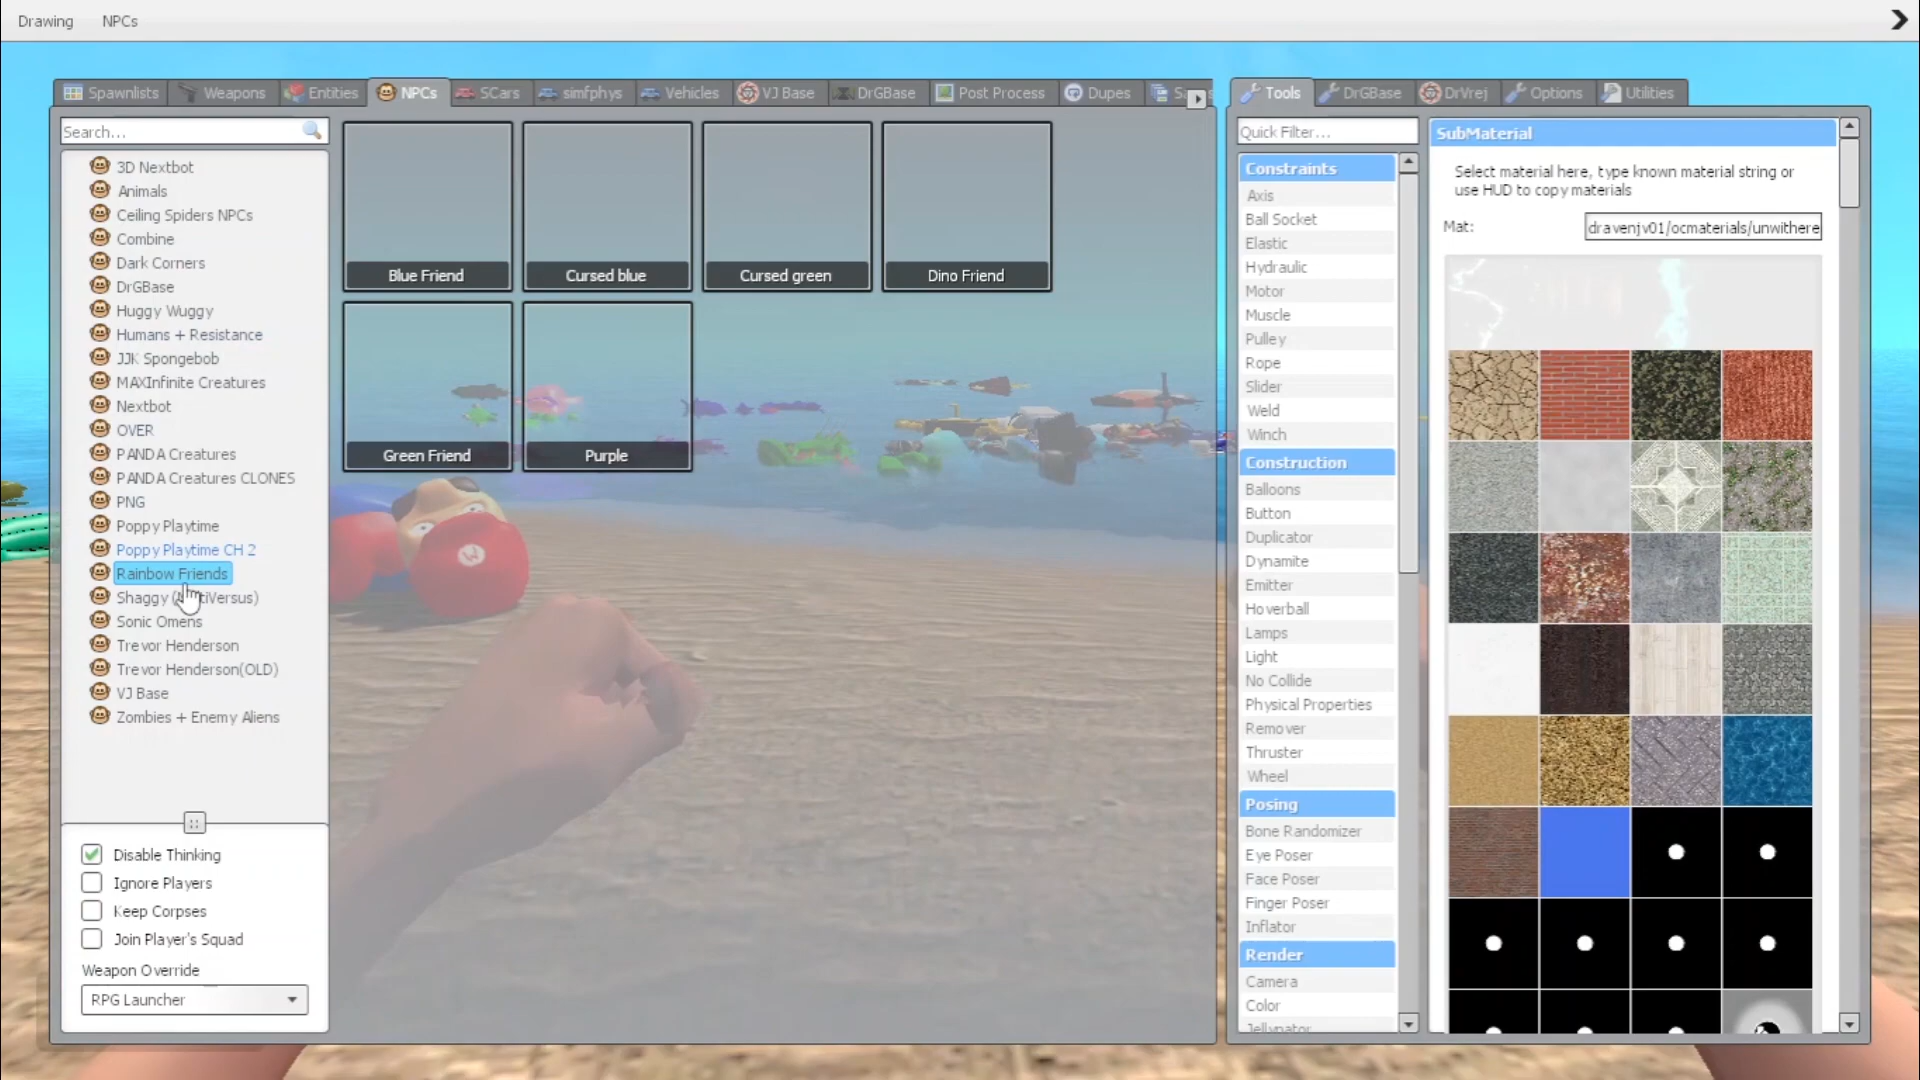 Drawing NPCs
Spawnlists Weapons Entities NPCs SCars simfphys Vehicles VJ Base DrGBase Post Process Dupes
Tools DrGBase DrVrej Options Utilities
Search...
3D Nextbot
Animals
Ceiling Spiders NPCs
Combine
Dark Corners
DrGBase
Huggy Wuggy
Humans + Resistance
JJK Spongebob
MAXInfinite Creatures
Nextbot
OVER
PANDA Creatures
PANDA Creatures CLONES
PNG
Poppy Playtime
Poppy Playtime CH 2
Rainbow Friends
Shaggy
Sonic Omens
Trevor Henderson
Trevor Henderson(OLD)
VJ Base
Zombies + Enemy Aliens
Disable Thinking
Ignore Players
Keep Corpses
Join Player's Squad
Weapon Override
RPG Launcher
Blue Friend
Cursed blue
Cursed green
Dino Friend
Green Friend
Purple
W
Quick Filter...
Constraints
Axis
Ball Socket
Elastic
Hydraulic
Motor
Muscle
Pulley
Rope
Slider
Weld
Winch
Construction
Balloons
Button
Duplicator
Dynamite
Emitter
Hoverball
Lamps
Light
No Collide
Physical Properties
Remover
Thruster
Wheel
Posing
Bone Randomizer
Eye Poser
Face Poser
Finger Poser
Inflator
Render
Camera
Color
SubMaterial
Select material here, type known material string or
use HUD to copy materials
Mat: dravenjv01/ocmaterials/unwithere